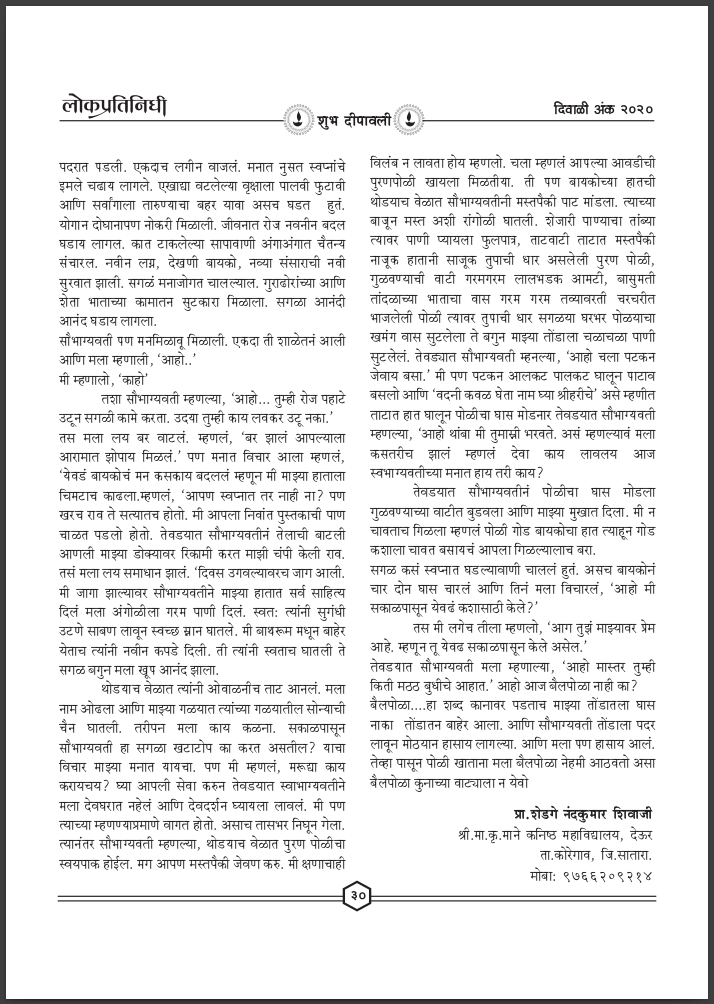 लोकप्रतिनिधी
शुभ दीपावली
दिवाळी अंक २०२०
पदरात पडली. एकदाच लगीन वाजलं. मनात नुसत स्वप्नांचे
इमले चढाय लागले. एखाद्या वटलेल्या वृक्षाला पालवी फुटावी
आणि सर्वांगाला तारुण्याचा बहर यावा असच घडत हुतं.
योगान दोघानापण नोकरी मिळाली. जीवनात रोज नवनीन बदल
घडाय लागल. कात टाकलेल्या सापावाणी अंगाअंगात चैतन्य
संचारल. नवीन लग्न, देखणी बायको, नव्या संसाराची नवी
सुरवात झाली. सगळं मनाजोगत चालल्याल. गुराढोरांच्या आणि
शेता भाताच्या कामातन सुटकारा मिळाला. सगळा आनंदी
आनंद घडाय लागला.
सौभाग्यवती पण मनमिळावू मिळाली. एकदा ती शाळेतनं आली
आणि मला म्हणाली, ‘आहो..’
मी म्हणालो, ‘काहो’
तशा सौभाग्यवती म्हणल्या, ‘आहो... तुम्ही रोज पहाटे
उटून सगळी कामे करता. उदया तुम्ही काय लवकर उटू नका.’
तस मला लय बर वाटलं. म्हणलं, ‘बर झालं आपल्याला
आरामात झोपाय मिळलं.’ पण मनात विचार आला म्हणलं,
‘येवडं बायकोचं मन कसकाय बदललं म्हणून मी माझ्या हाताला
चिमटाच काढला.म्हणलं, ‘आपण स्वप्नात तर नाही ना? पण
खरच राव ते सत्यातच होतो. मी आपला निवांत पुस्तकाची पाण
चाळत पडलो होतो. तेवडयात सौभाग्यवतीनं तेलाची बाटली
आणली माझ्या डोक्यावर रिकामी करत माझी चंपी केली राव.
तसं मला लय समाधान झालं. ‘दिवस उगवल्यावरच जाग आली.
मी जागा झाल्यावर सौभाग्यवतीने माझ्या हातात सर्व साहित्य
दिलं मला अंगोळीला गरम पाणी दिलं. स्वत: त्यांनी सुगंधी
उटणे साबण लावून स्वच्छ स्नान घातले. मी बाथरूम मधून बाहेर
येताच त्यांनी नवीन कपडे दिली. ती त्यांनी स्वताच घातली ते
सगळ बगुन मला खूप आनंद झाला.
थोडयाच वेळात त्यांनी ओवाळनीच ताट आनलं. मला
नाम ओढला आणि माझ्या गळयात त्यांच्या गळयातील सोन्याची
चैन घातली. तरीपन मला काय कळना. सकाळपासून
सौभाग्यवती हा सगळा खटाटोप का करत असतील? याचा
विचार माझ्या मनात यायचा. पण मी म्हणलं, मरूद्या काय
करायचय? घ्या आपली सेवा करुन तेवडयात स्वाभाग्यवतीने
मला देवघरात नहेलं आणि देवदर्शन घ्यायला लावलं. मी पण
त्याच्या म्हणण्याप्रमाणे वागत होतो. असाच तासभर निघून गेला.
त्यानंतर सौभाग्यवती म्हणल्या, थोडयाच वेळात पुरण पोळीचा
स्वयपाक होईल. मग आपण मस्तपैकी जेवण करु. मी क्षणाचाही
विलंब न लावता होय म्हणलो. चला म्हणलं आपल्या आवडीची
पुरणपोळी खायला मिळतीया. ती पण बायकोच्या हातची
थोडयाच वेळात सौभाग्यवतीनी मस्तपैकी पाट मांडला. त्याच्या
बाजून मस्त अशी रांगोळी घातली. शेजारी पाण्याचा तांब्या
त्यावर पाणी प्यायला फुलपात्र, ताटवाटी ताटात मस्तपैकी
नाजूक हातानी साजूक तुपाची धार असलेली पुरण पोळी,
गुळवण्याची वाटी गरमगरम लालभडक आमटी, बासुमती
तांदळाच्या भाताचा वास गरम गरम तव्यावरती चरचरीत
भाजलेली पोळी त्यावर तुपाची धार सगळया घरभर पोळयाचा
खमंग वास सुटलेला ते बगुन माझ्या तोंडाला चळाचळा पाणी
सुटलेलं. तेवड्यात सौभाग्यवती म्हनल्या, ‘आहो चला पटकन
जेवाय बसा.’ मी पण पटकन आलकट पालकट घालून पाटाव
बसलो आणि ‘वदनी कवळ घेता नाम घ्या श्रीहरीचे’ असे म्हणीत
ताटात हात घालून पोळीचा घास मोडनार तेवडयात सौभाग्यवती
म्हणल्या, ‘आहो थांबा मी तुमान्नी भरवते. असं म्हणल्यावं मला
कसतरीच झालं म्हणलं देवा काय लावलय आज
स्वभाग्यवतीच्या मनात हाय तरी काय?
तेवडयात सौभाग्यवतीनं पोळीचा घास मोडला
गुळवण्याच्या वाटीत बुडवला आणि माझ्या मुखात दिला. मी न
चावताच गिळला म्हणलं पोळी गोड बायकोचा हात त्याहून गोड
कशाला चावत बसायचं आपला गिळल्यालाच बरा.
सगळ कसं स्वप्नात घडल्यावाणी चाललं हुतं. असच बायकोनं
चार दोन घास चारलं आणि तिनं मला विचारलं, ‘आहो मी
सकाळपासून येवढं कशासाठी केले?’
तस मी लगेच तीला म्हणलो, ‘आग तुझं माझ्यावर प्रेम
आहे. म्हणून तू येवढ सकाळपासून केले असेल.’
तेवडयात सौभाग्यवती मला म्हणाल्या, ‘आहो मास्तर तुम्ही
किती मठठ बुधीचे आहात.’ आहो आज बैलपोळा नाही का?
बैलपोळा....हा शब्द कानावर पडताच माझ्या तोंडातला घास
नाका तोंडातन बाहेर आला. आणि सौभाग्यवती तोंडाला पदर
लावून मोठयान हासाय लागल्या. आणि मला पण हासाय आलं.
तेव्हा पासून पोळी खाताना मला बैलपोळा नेहमी आठवतो असा
बैलपोळा कुनाच्या वाट्याला न येवो
प्रा.शेडगे नंदकुमार शिवाजी
श्री.मा.कृ.माने कनिष्ठ महाविद्यालय, देऊर
ता.कोरेगाव, जि.सातारा.
मोबा: ९७६६२०९२१४
३०